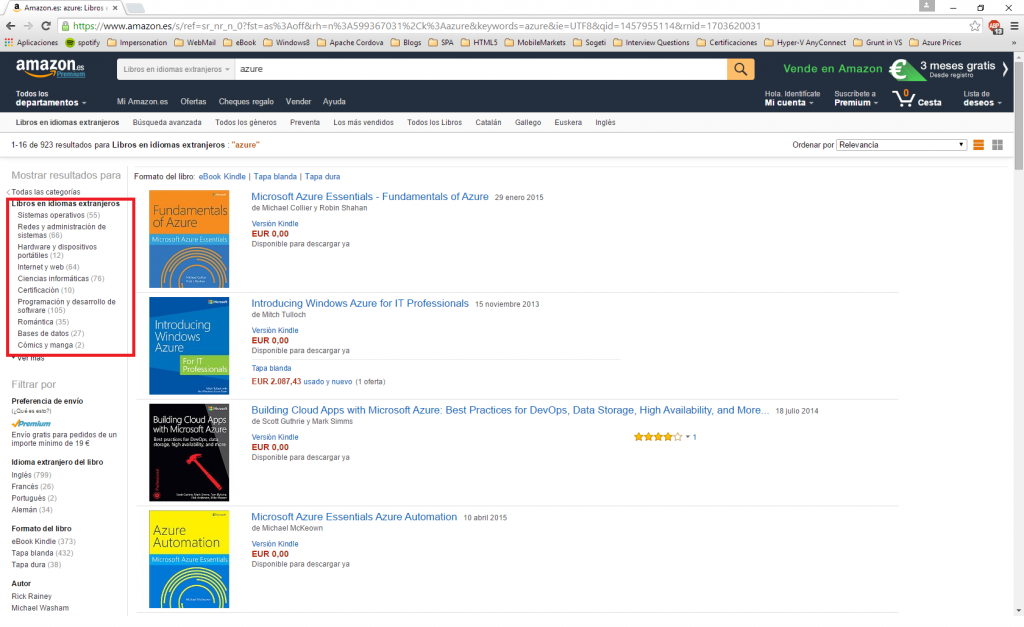 Amazon.es: azure: Libros
https://www.amazon.es/s/ref=sr_nr_n_0?fst=as%3Aoff&rh=n%3A599367031%2Ck%3Aazure&keywords=azure&ie=UTF8&qid=1457955114&rnid=1703620031
Aplicaciones spotify Impersonation WebMail eBook Windows8 Apache Cordova Blogs SPA HTML5 MobileMarkets Sogeti Interview Questions Certificaciones Hyper-V AnyConnect Grunt in VS Azure Prices
amazon.es Premium
Libros en idiomas extranjeros azure
Vende en Amazon € 3 meses gratis
Desde registro
Todos los departamentos
Mi Amazon.es Ofertas Cheques regalo Vender Ayuda
Hola. Identifícate Mi cuenta
Suscríbete a Premium
0 Cesta
Lista de deseos
Libros en idiomas extranjeros Búsqueda avanzada Todos los géneros Preventa Los más vendidos Todos los Libros Catalán Gallego Euskera Inglés
1-16 de 923 resultados para Libros en idiomas extranjeros : "azure"
Ordenar por Relevancia
Mostrar resultados para
Todas las categorías
Libros en idiomas extranjeros
Sistemas operativos (55)
Redes y administración de
sistemas (66)
Hardware y dispositivos
portátiles (12)
Internet y web (64)
Ciencias informáticas (76)
Certificación (10)
Programación y desarrollo de
software (105)
Romántica (35)
Bases de datos (27)
Cómics y manga (2)
Ver más
Filtrar por
Preferencia de envío
(¿Qué es esto?)
Premium
Envío gratis para pedidos de un
importe mínimo de 19 €
Idioma extranjero del libro
Inglés (799)
Francés (26)
Portugués (2)
Alemán (34)
Formato del libro
eBook Kindle (373)
Tapa blanda (432)
Tapa dura (38)
Autor
Rick Rainey
Michael Washam
Formato del libro: eBook Kindle | Tapa blanda | Tapa dura
Fundamentals
of Azure
Microsoft Azure Essentials
Microsoft Azure Essentials - Fundamentals of Azure 29 enero 2015
de Michael Collier y Robin Shahan
Versión Kindle
EUR 0,00
Disponible para descargar ya
Introducing
Windows
Azure
For IT
Professionals
Introducing Windows Azure for IT Professionals 15 noviembre 2013
de Mitch Tulloch
Versión Kindle
EUR 0,00
Disponible para descargar ya
Tapa blanda
EUR 2.087,43 usado y nuevo (1 oferta)
Building Cloud Apps
with Microsoft Azure
Best practices for DevOps, data
storage, high availability, and more
Building Cloud Apps with Microsoft Azure: Best Practices for DevOps, Data Storage, High Availability, and More... 18 julio 2014
de Scott Guthrie y Mark Simms
Versión Kindle
EUR 0,00
Disponible para descargar ya
1
Azure
Automation
Microsoft Azure Essentials
Microsoft Azure Essentials Azure Automation 10 abril 2015
de Michael McKeown
Versión Kindle
EUR 0,00
Disponible para descargar ya